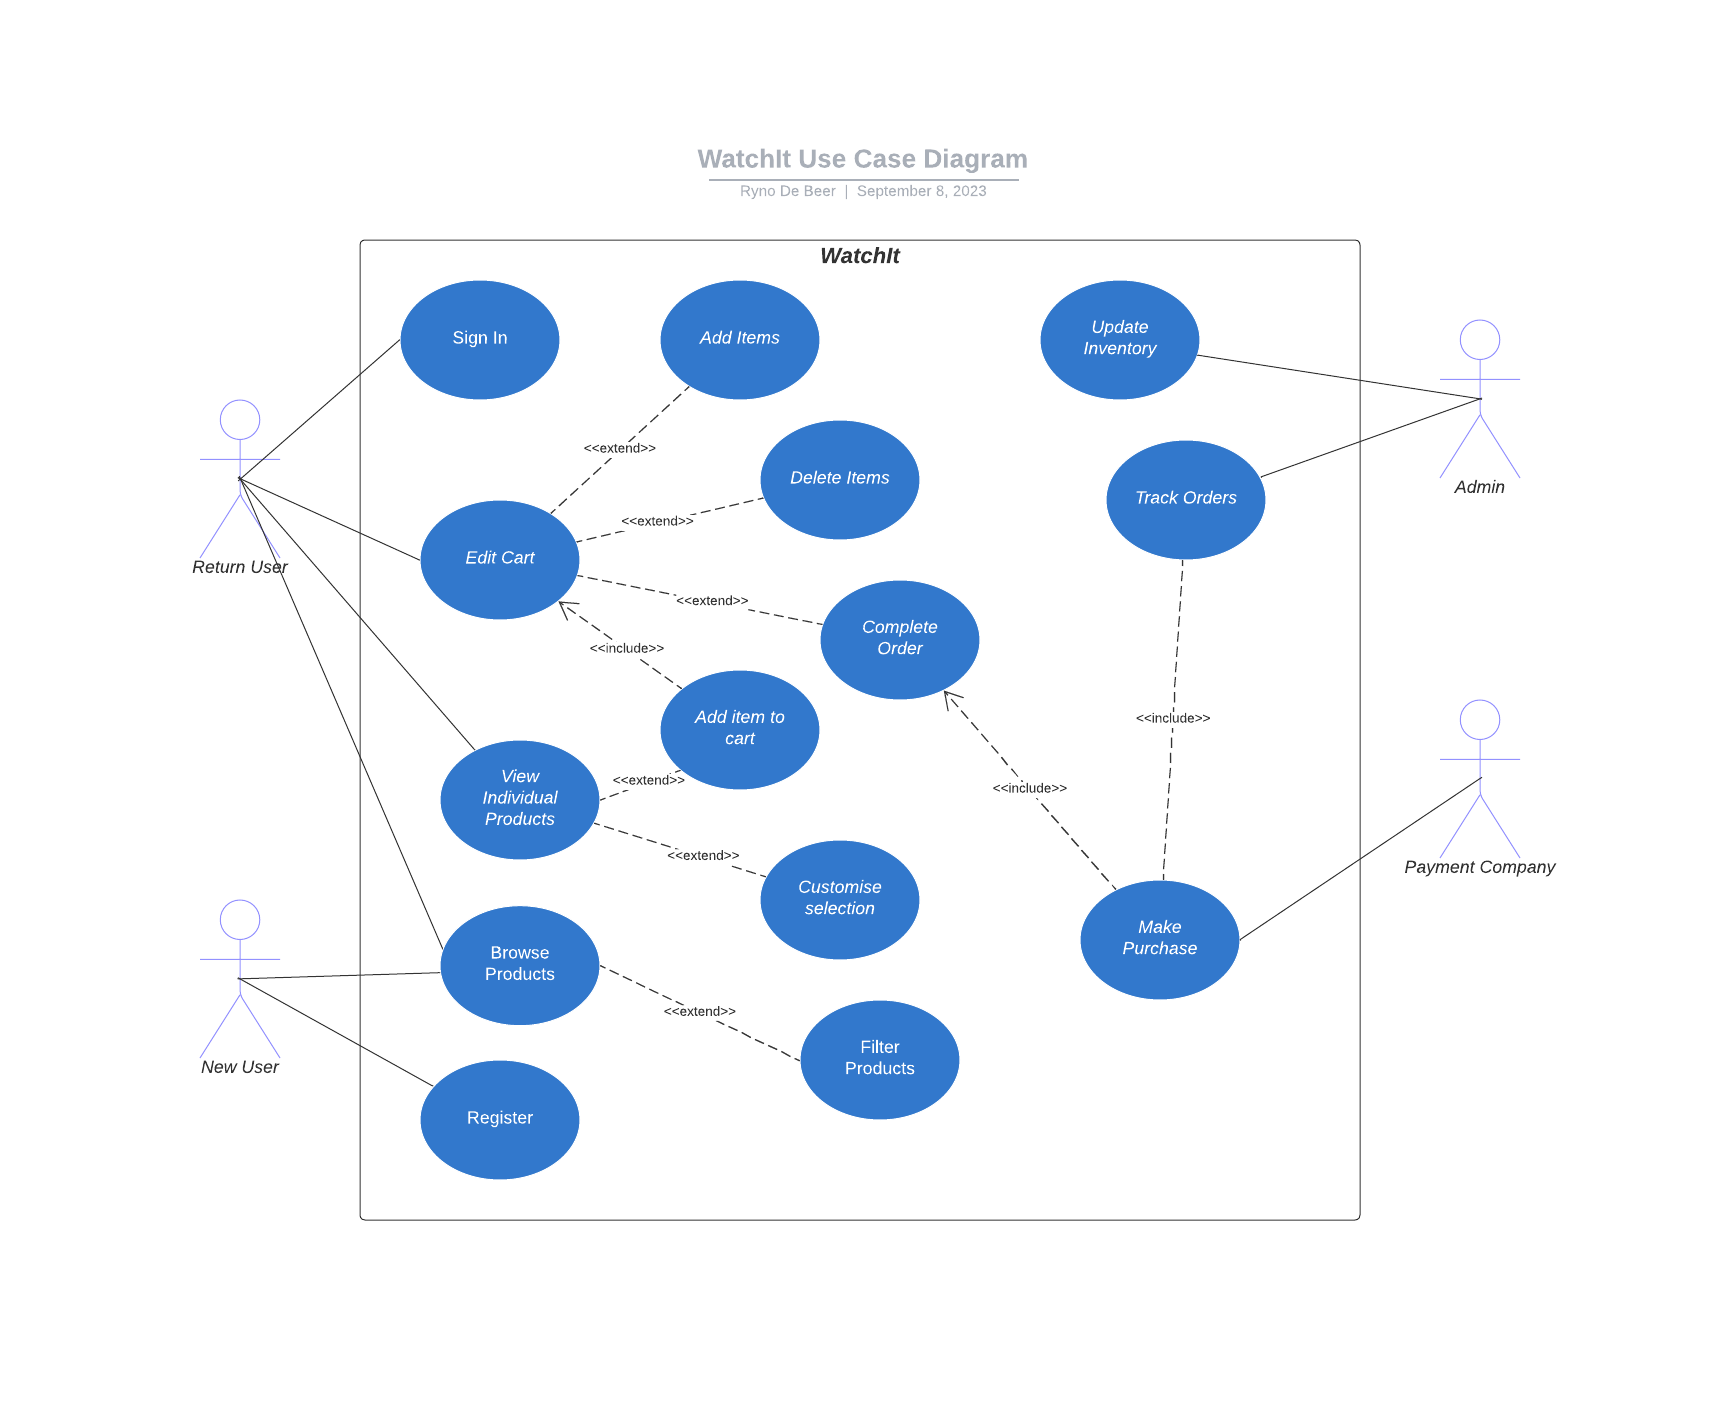 WatchIt Use Case Diagram
Ryno De Beer | September 8, 2023
WatchIt
Sign In
Add Items
Update
Inventory
<<extend>>
Delete Items
Track Orders
Admin
<<extend>>
Edit Cart
Return User
<<extend>>
Complete
Order
<<include>>
Add item to
cart
<<include>>
View
Individual
Products
<<extend>>
<<include>>
<<extend>>
Payment Company
Customise
selection
Make
Purchase
Browse
Products
<<extend>>
Filter
Products
New User
Register